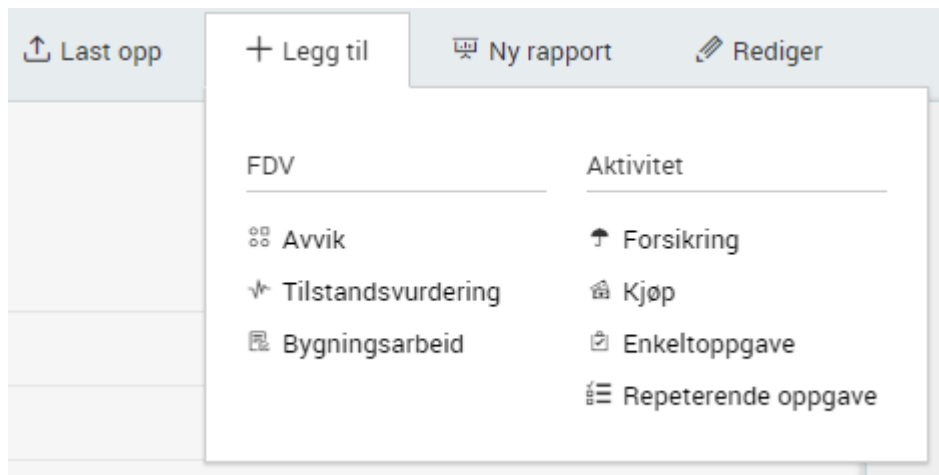 Last opp
Legg til
Ny rapport
Rediger
FDV
Avvik
Tilstandsvurdering
Bygningsarbeid
Aktivitet
Forsikring
Kjøp
Enkeltoppgave
Repeterende oppgave